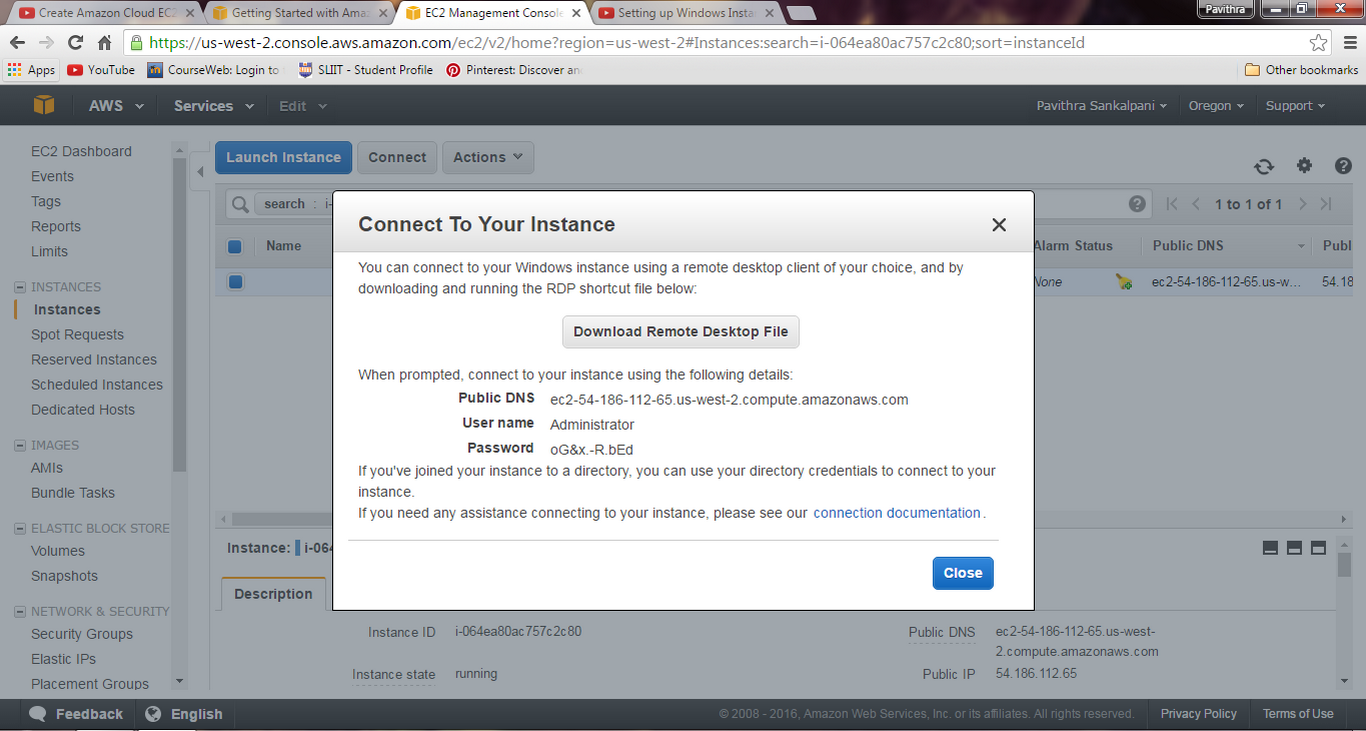 Create Amazon Cloud EC2
Getting Started with Amaz
EC2 Management Console
Setting up Windows Insta
Pavithra
https://us-west-2.console.aws.amazon.com/ec2/v2/home?region=us-west-2#Instances:search=i-064ea80ac757c2c80;sort=instanceId
Apps YouTube CourseWeb: Login to SLIIT - Student Profile Pinterest: Discover an Other bookmarks
AWS Services Edit Pavithra Sankalpani Oregon Support
EC2 Dashboard
Events
Tags
Reports
Limits
INSTANCES
Instances
Spot Requests
Reserved Instances
Scheduled Instances
Dedicated Hosts
IMAGES
AMIs
Bundle Tasks
ELASTIC BLOCK STORE
Volumes
Snapshots
NETWORK & SECURITY
Security Groups
Elastic IPs
Placement Groups
Launch Instance Connect Actions
search : i- 1 to 1 of 1
Name Alarm Status Public DNS Publ
None ec2-54-186-112-65.us-w... 54.18
Connect To Your Instance
You can connect to your Windows instance using a remote desktop client of your choice, and by
downloading and running the RDP shortcut file below:
Download Remote Desktop File
When prompted, connect to your instance using the following details:
Public DNS ec2-54-186-112-65.us-west-2.compute.amazonaws.com
User name Administrator
Password oG&x.-R.bEd
If you've joined your instance to a directory, you can use your directory credentials to connect to your
instance.
If you need any assistance connecting to your instance, please see our connection documentation.
Close
Instance: i-064
Description
Instance ID i-064ea80ac757c2c80 Public DNS ec2-54-186-112-65.us-west-
2.compute.amazonaws.com
Instance state running Public IP 54.186.112.65
Feedback English © 2008 - 2016, Amazon Web Services, Inc. or its affiliates. All rights reserved. Privacy Policy Terms of Use